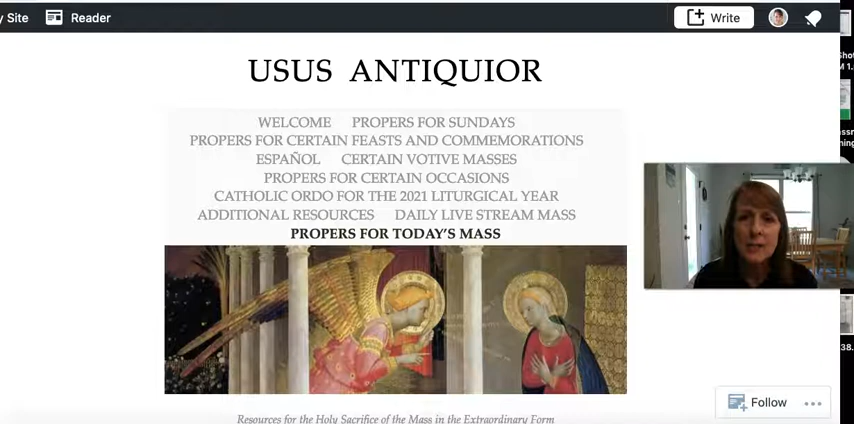 y Site Reader Write
USUS ANTIQUIOR
WELCOME PROPERS FOR SUNDAYS
PROPERS FOR CERTAIN FEASTS AND COMMEMORATIONS
ESPAÑOL CERTAIN VOTIVE MASSES
PROPERS FOR CERTAIN OCCASIONS
CATHOLIC ORDO FOR THE 2021 LITURGICAL YEAR
ADDITIONAL RESOURCES DAILY LIVE STREAM MASS
PROPERS FOR TODAY'S MASS
Follow
Resources for the Holy Sacrifice of the Mass in the Extraordinary Form